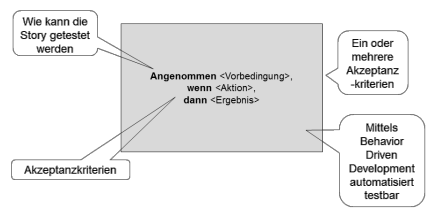 Wie kann die
Story getestet
werden
Angenommen <Vorbedingung>,
wenn <Aktion>,
dann <Ergebnis>
Ein oder
mehrere
Akzeptanz
-kriterien
Akzeptanzkriterien
Mittels
Behavior
Driven
Development
automatisiert
testbar